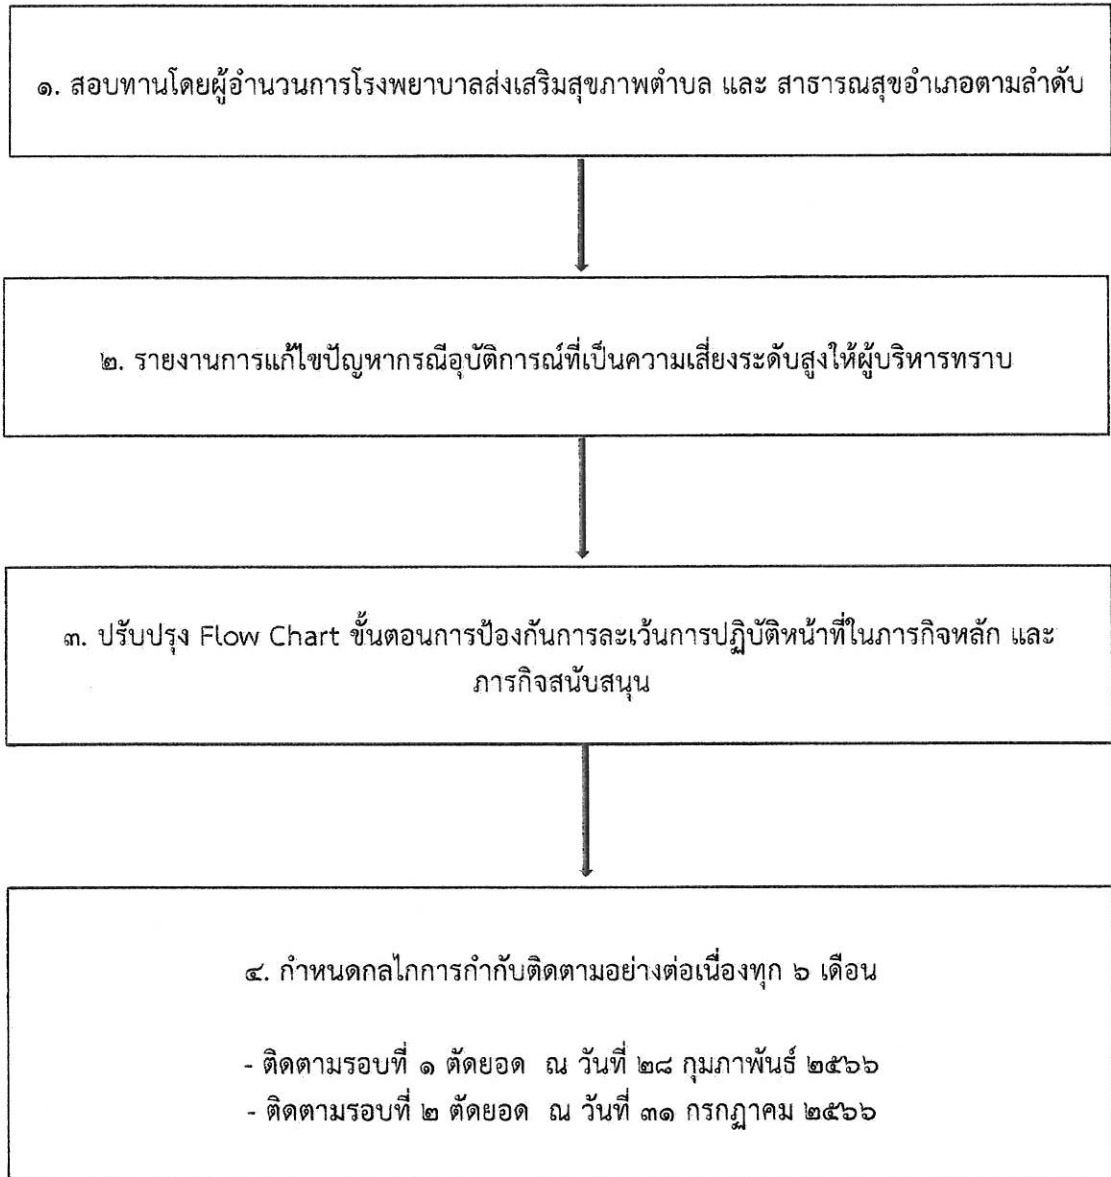 ๑. สอบทานโดยผู้อำนวยการโรงพยาบาลส่งเสริมสุขภาพตำบล และ สาธารณสุขอำเภอตามลำดับ
๒. รายงานการแก้ไขปัญหากรณีอุบัติการณ์ที่เป็นความเสี่ยงระดับสูงให้ผู้บริหารทราบ
๓. ปรับปรุง Flow Chart ขั้นตอนการป้องกันการละเว้นการปฏิบัติหน้าที่ในภารกิจหลัก และ
ภารกิจสนับสนุน
๔. กำหนดกลไกการกำกับติดตามอย่างต่อเนื่องทุก ๖ เดือน
- ติดตามรอบที่ ๑ ตัดยอด ณ วันที่ ๒๘ กุมภาพันธ์ ๒๕๖๖
- ติดตามรอบที่ ๒ ตัดยอด ณ วันที่ ๓๑ กรกฎาคม ๒๕๖๖